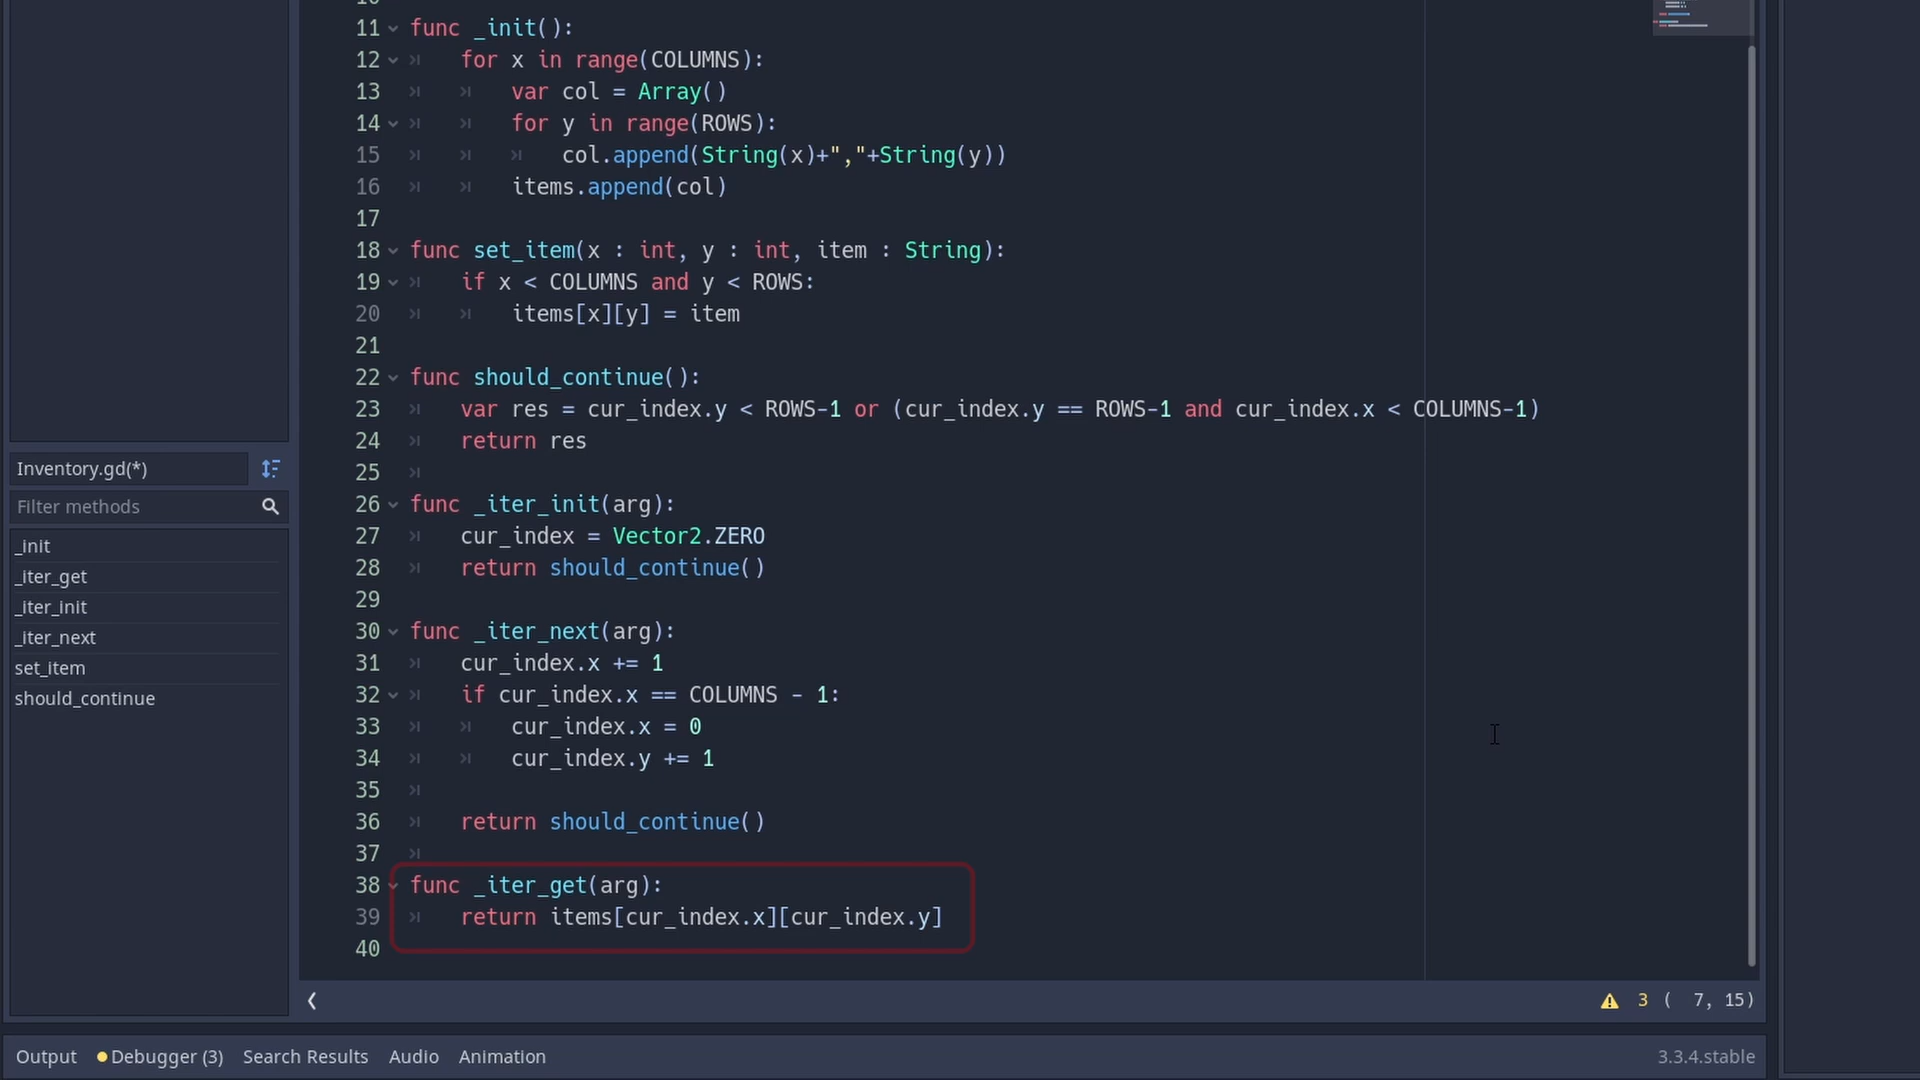 10
11 func _init():
12 for x in range(COLUMNS):
13 var col = Array()
14 for y in range(ROWS):
15 col.append(String(x)+","+String(y))
16 items.append(col)
17
18 func set_item(x : int, y : int, item : String):
19 if x < COLUMNS and y < ROWS:
20 items[x][y] = item
21
22 func should_continue():
23 var res = cur_index.y < ROWS-1 or (cur_index.y == ROWS-1 and cur_index.x < COLUMNS-1)
24 return res
25
26 func _iter_init(arg):
27 cur_index = Vector2.ZERO
28 return should_continue()
29
30 func _iter_next(arg):
31 cur_index.x += 1
32 if cur_index.x == COLUMNS - 1:
33 cur_index.x = 0
34 cur_index.y += 1
35
36 return should_continue()
37
38 func _iter_get(arg):
39 return items[cur_index.x][cur_index.y]
40
Inventory.gd(*)
Filter methods
_init
_iter_get
_iter_init
_iter_next
set_item
should_continue
3 ( 7, 15)
Output Debugger (3) Search Results Audio Animation 3.3.4.stable